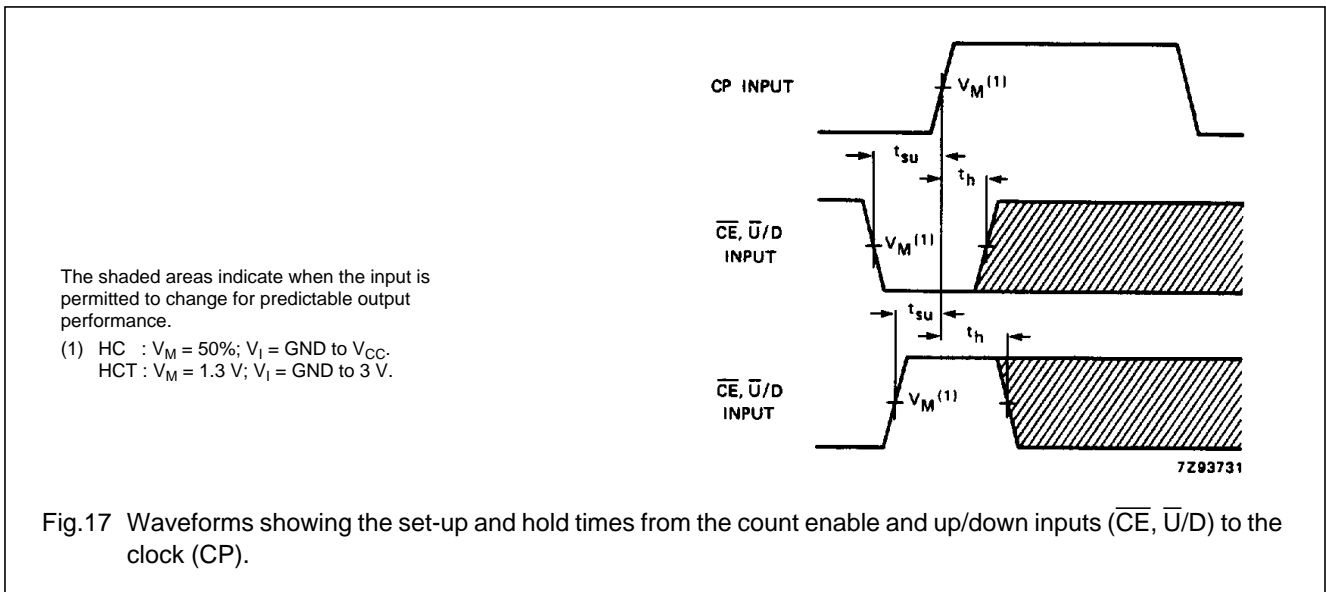 CP INPUT
V_M (1)
t_su
t_h
C̅E̅, U̅/D
INPUT
V_M (1)
t_su
t_h
C̅E̅, U̅/D
INPUT
V_M (1)
7Z93731
The shaded areas indicate when the input is
permitted to change for predictable output
performance.
(1) HC : V_M = 50%; V_I = GND to V_CC.
HCT : V_M = 1.3 V; V_I = GND to 3 V.
Fig.17 Waveforms showing the set-up and hold times from the count enable and up/down inputs (C̅E̅, U̅/D) to the
clock (CP).